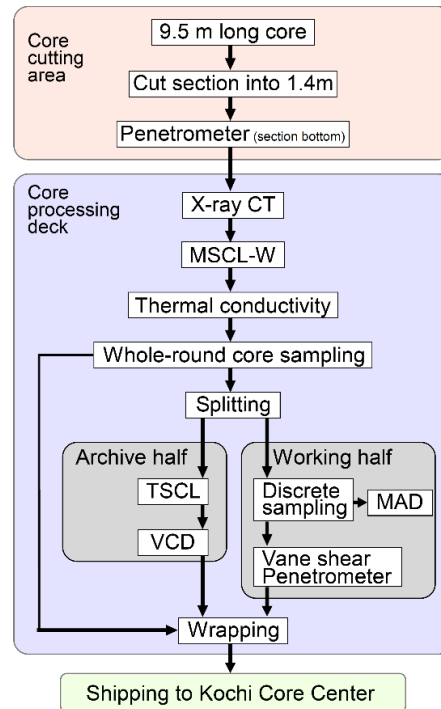 Core
cutting
area
9.5 m long core
Cut section into 1.4m
Penetrometer (section bottom)
Core
processing
deck
X-ray CT
MSCL-W
Thermal conductivity
Whole-round core sampling
Splitting
Archive half
TSCL
VCD
Working half
Discrete
sampling
MAD
Vane shear
Penetrometer
Wrapping
Shipping to Kochi Core Center